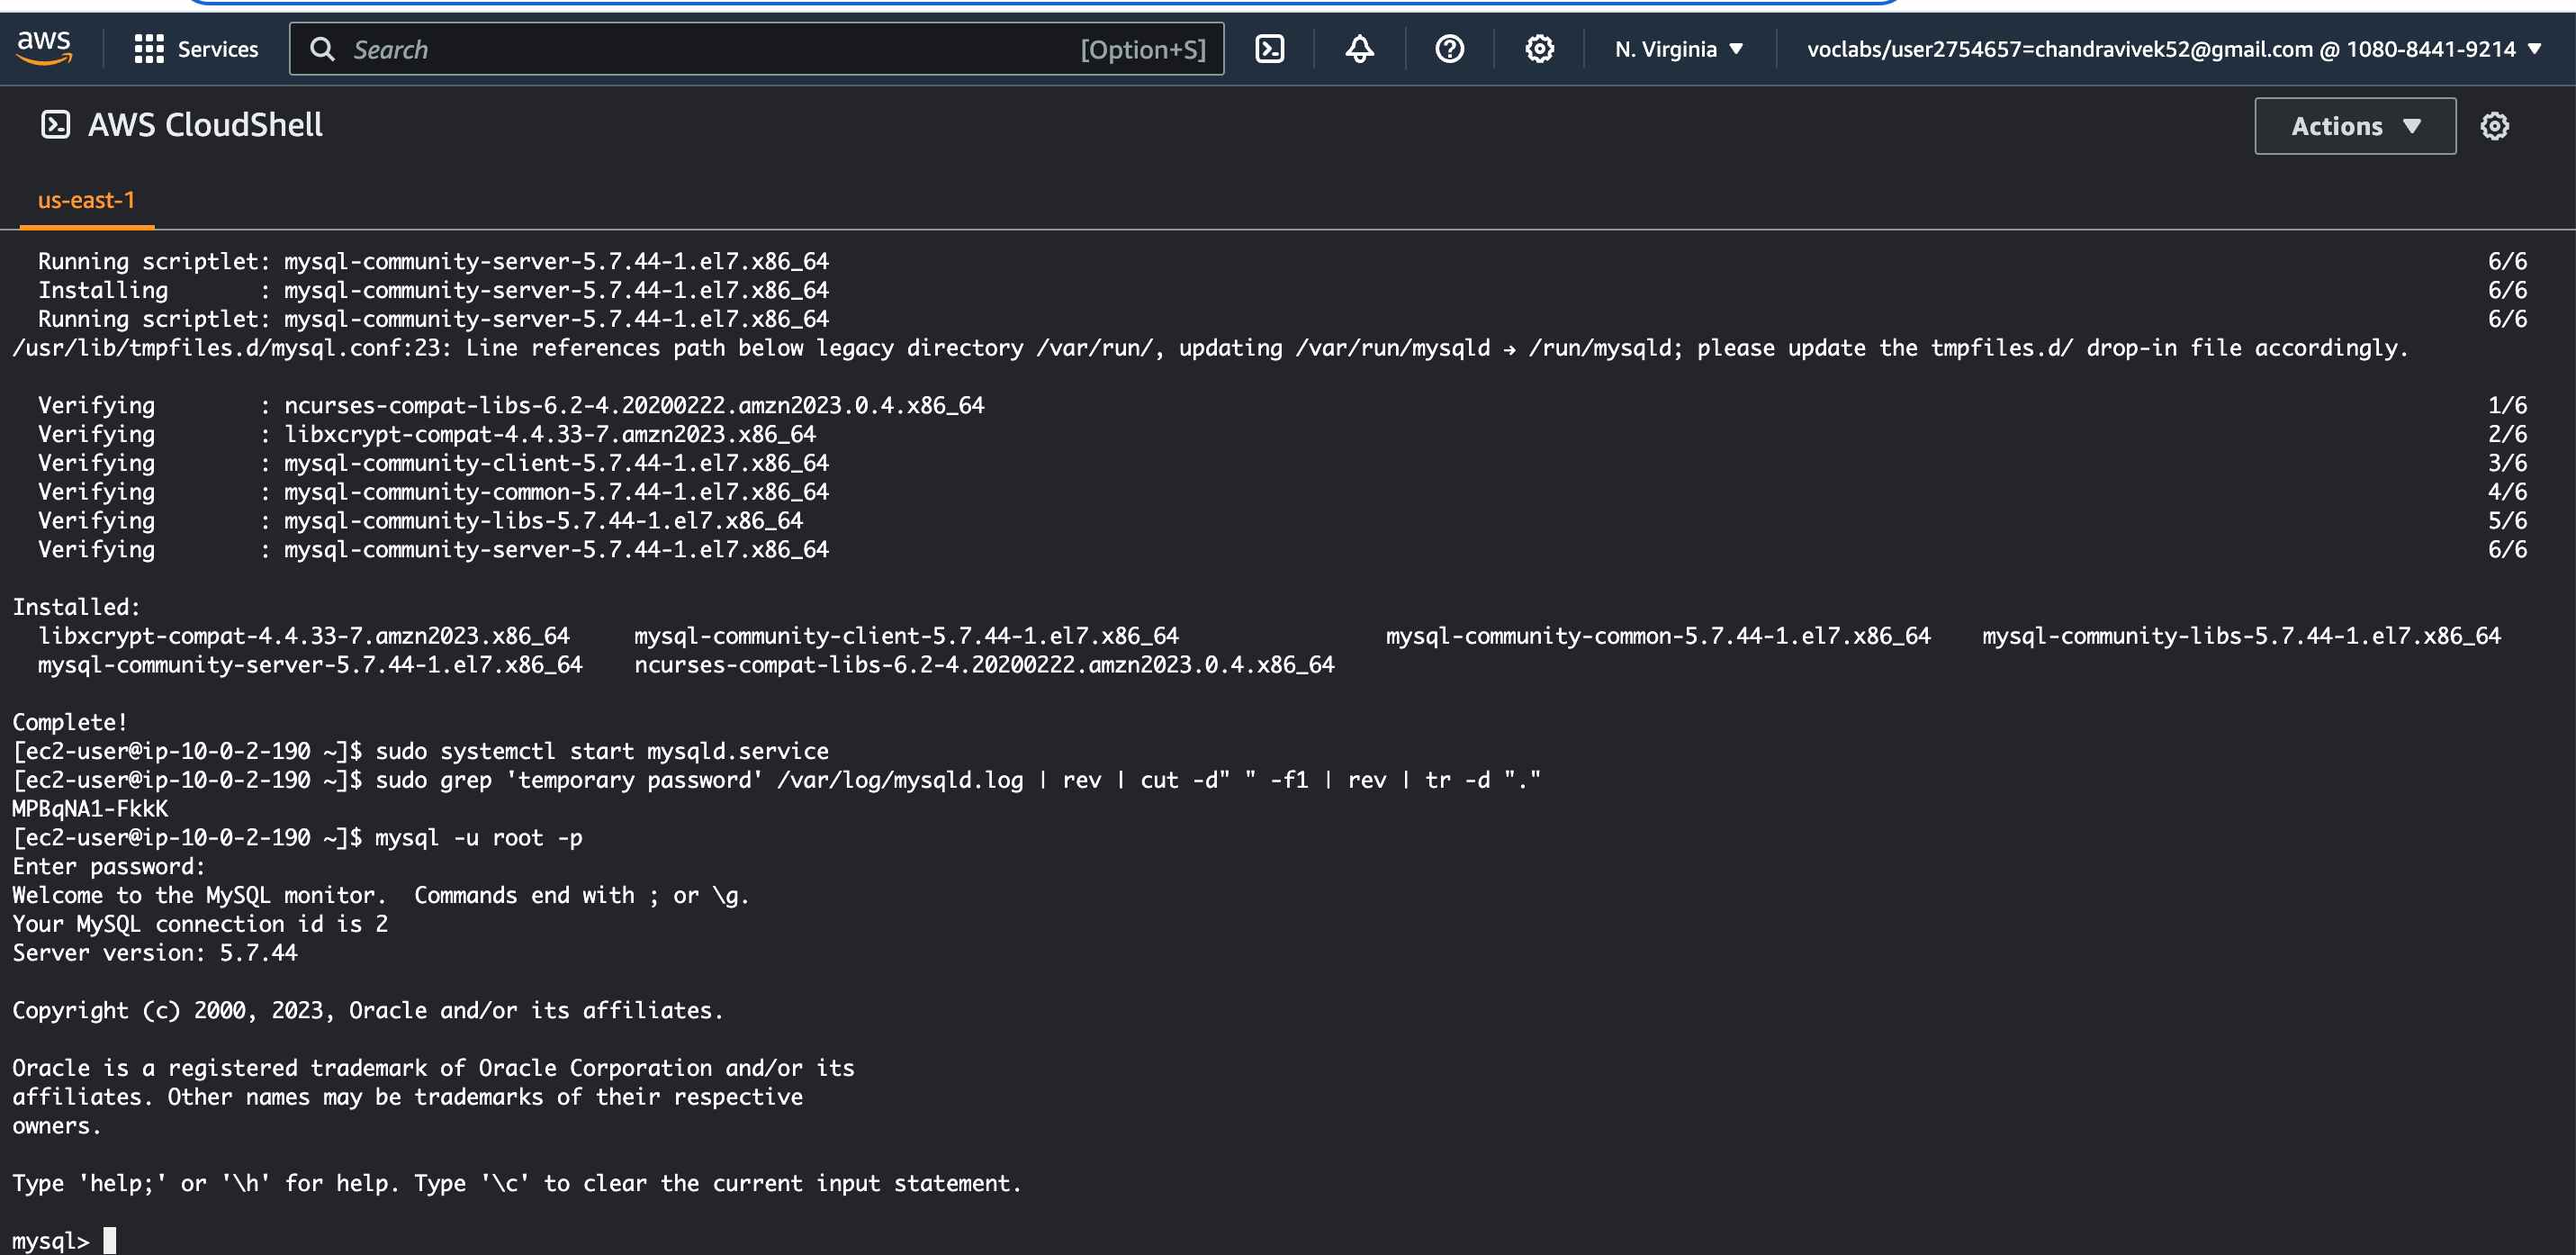 aws Services Search [Option+S] N. Virginia ▼ voclabs/user2754657=chandravivek52@gmail.com @ 1080-8441-9214 ▼
AWS CloudShell Actions ▼
us-east-1
Running scriptlet: mysql-community-server-5.7.44-1.el7.x86_64 6/6
Installing : mysql-community-server-5.7.44-1.el7.x86_64 6/6
Running scriptlet: mysql-community-server-5.7.44-1.el7.x86_64 6/6
/usr/lib/tmpfiles.d/mysql.conf:23: Line references path below legacy directory /var/run/, updating /var/run/mysqld → /run/mysqld; please update the tmpfiles.d/ drop-in file accordingly.
Verifying : ncurses-compat-libs-6.2-4.20200222.amzn2023.0.4.x86_64 1/6
Verifying : libxcrypt-compat-4.4.33-7.amzn2023.x86_64 2/6
Verifying : mysql-community-client-5.7.44-1.el7.x86_64 3/6
Verifying : mysql-community-common-5.7.44-1.el7.x86_64 4/6
Verifying : mysql-community-libs-5.7.44-1.el7.x86_64 5/6
Verifying : mysql-community-server-5.7.44-1.el7.x86_64 6/6
Installed:
libxcrypt-compat-4.4.33-7.amzn2023.x86_64 mysql-community-client-5.7.44-1.el7.x86_64 mysql-community-common-5.7.44-1.el7.x86_64 mysql-community-libs-5.7.44-1.el7.x86_64
mysql-community-server-5.7.44-1.el7.x86_64 ncurses-compat-libs-6.2-4.20200222.amzn2023.0.4.x86_64
Complete!
[ec2-user@ip-10-0-2-190 ~]$ sudo systemctl start mysqld.service
[ec2-user@ip-10-0-2-190 ~]$ sudo grep 'temporary password' /var/log/mysqld.log | rev | cut -d" " -f1 | rev | tr -d "."
MPBqNA1-FkkK
[ec2-user@ip-10-0-2-190 ~]$ mysql -u root -p
Enter password:
Welcome to the MySQL monitor.  Commands end with ; or \g.
Your MySQL connection id is 2
Server version: 5.7.44
Copyright (c) 2000, 2023, Oracle and/or its affiliates.
Oracle is a registered trademark of Oracle Corporation and/or its
affiliates. Other names may be trademarks of their respective
owners.
Type 'help;' or '\h' for help. Type '\c' to clear the current input statement.
mysql>